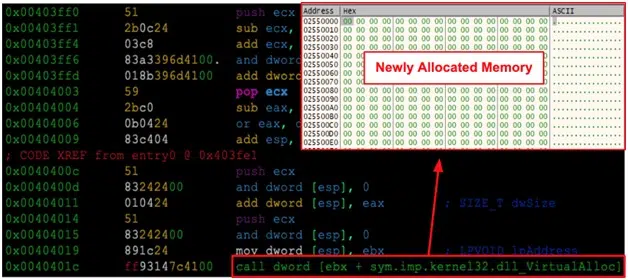 0x00403ff0 51 push ecx
0x00403ff1 2b0c24 sub ecx,
0x00403ff4 03c8 add ecx,
0x00403ff6 83a3396d4100. and dword
0x00403ffd 018b396d4100 add dword
0x00404003 59 pop ecx
0x00404004 2bc0 sub eax,
0x00404006 0b0424 or eax,
0x00404009 83c404 add esp,
; CODE XREF from entry0 @ 0x403fe1
0x0040400c 51 push ecx
0x0040400d 83242400 and dword [esp], 0
0x00404011 010424 add dword [esp], eax ; SIZE_T dwSize
0x00404014 51 push ecx
0x00404015 83242400 and dword [esp], 0
0x00404019 891c24 mov dword [esp], ebx ; LPVOID lpAddress
0x0040401c ff93147c4100 call dword [ebx + sym.imp.kernel32.dll_VirtualAlloc]
Address Hex ASCII
02550000 00 00 00 00 00 00 00 00 00 00 00 00 00 00 00 00 ................
02550010 00 00 00 00 00 00 00 00 00 00 00 00 00 00 00 00 ................
02550020 00 00 00 00 00 00 00 00 00 00 00 00 00 00 00 00 ................
02550030 00 00 00 00 00 00 00 00 00 00 00 00 00 00 00 00 ................
02550040 00 00 ................
02550050 00 00 ................
02550060 00 00 ................
02550070 00 00 ................
02550080 00 00 00 00 00 00 00 00 00 00 00 00 00 00 00 00 ................
02550090 00 00 00 00 00 00 00 00 00 00 00 00 00 00 00 00 ................
025500A0 00 00 00 00 00 00 00 00 00 00 00 00 00 00 00 00 ................
025500B0 00 00 00 00 00 00 00 00 00 00 00 00 00 00 00 00 ................
025500C0 00 00 00 00 00 00 00 00 00 00 00 00 00 00 00 00 ................
025500D0 00 00 00 00 00 00 00 00 00 00 00 00 00 00 00 00 ................
025500E0 00 00 00 00 00 00 00 00 00 00 00 00 00 00 00 00 ................
Newly Allocated Memory